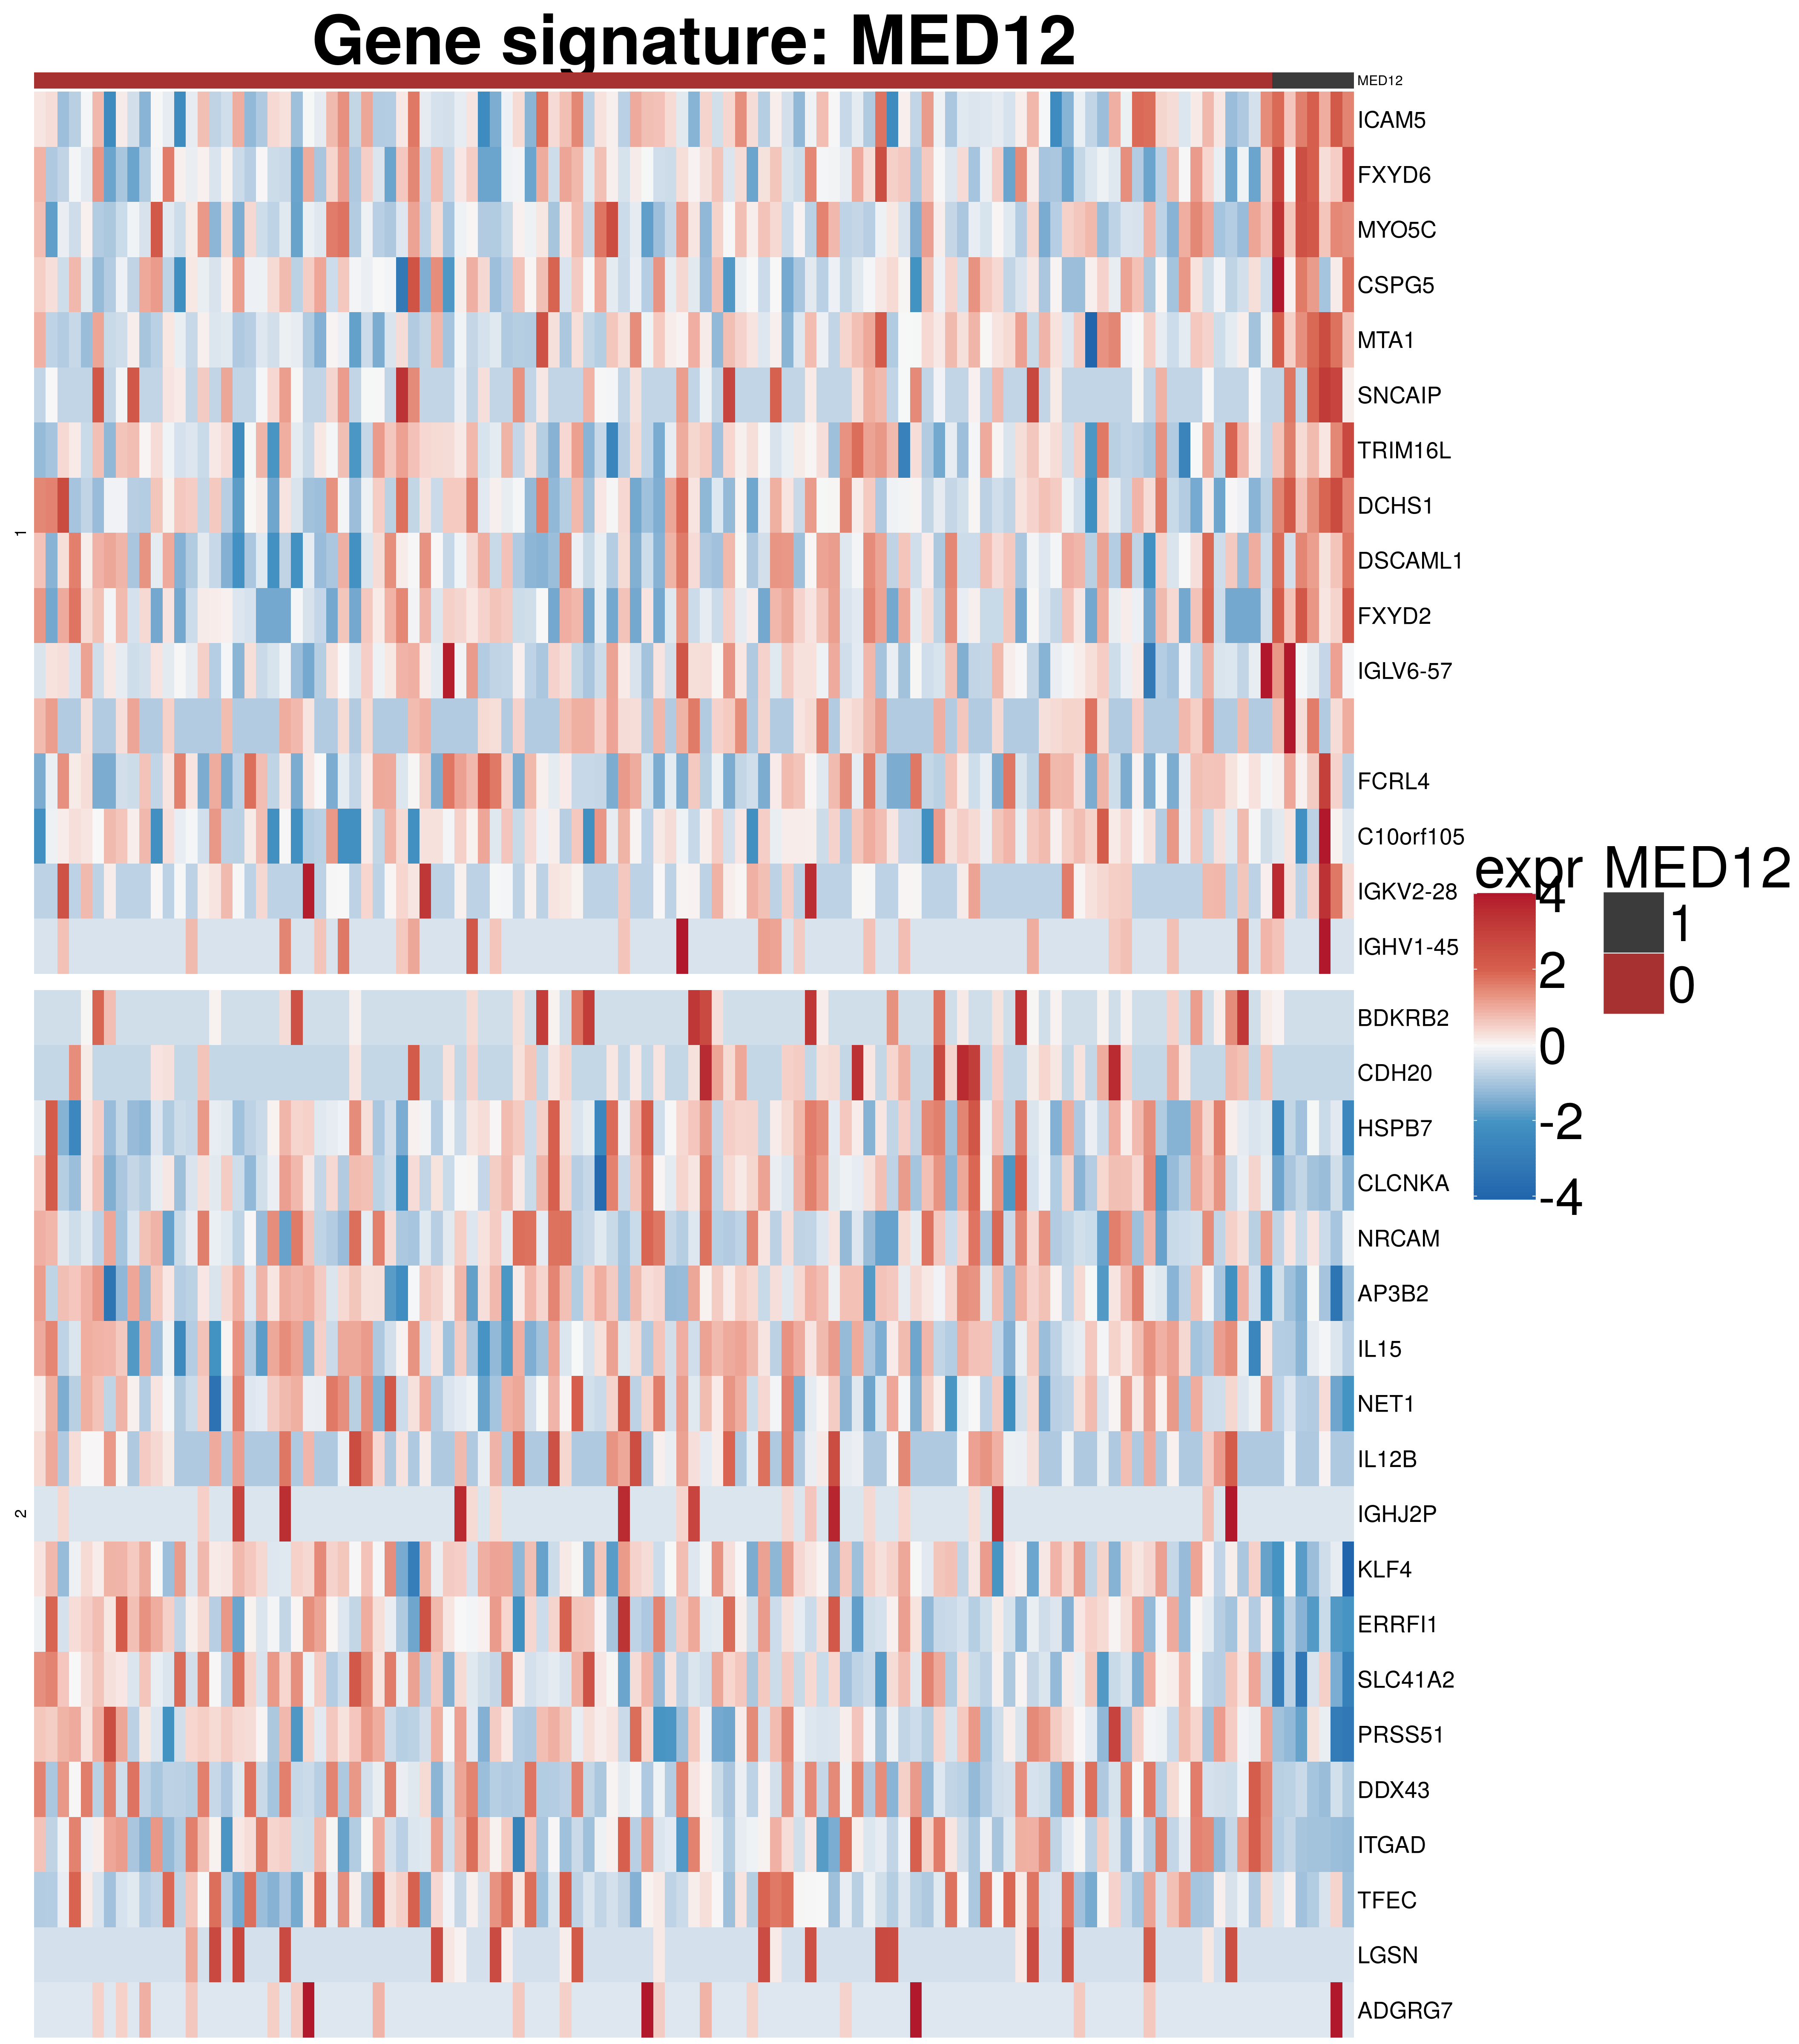 Gene signature: MED12
MED12
1
ICAM5
FXYD6
MYO5C
CSPG5
MTA1
SNCAIP
TRIM16L
DCHS1
DSCAML1
FXYD2
IGLV6-57
FCRL4
C10orf105
IGKV2-28
IGHV1-45
2
BDKRB2
CDH20
HSPB7
CLCNKA
NRCAM
AP3B2
IL15
NET1
IL12B
IGHJ2P
KLF4
ERRFI1
SLC41A2
PRSS51
DDX43
ITGAD
TFEC
LGSN
ADGRG7
expr
4
2
0
-2
-4
MED12
1
0